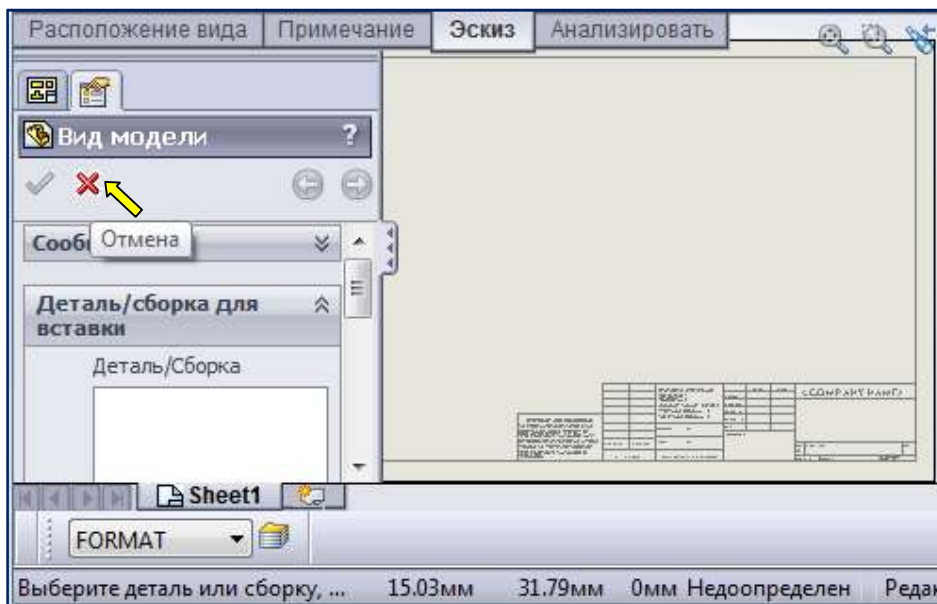 Расположение вида Примечание Эскиз Анализировать
Вид модели ?
Отмена
Сооб
Деталь/сборка для
вставки
Деталь/Сборка
<COMPANY NAME>
Sheet1
FORMAT
Выберите деталь или сборку, ... 15.03мм 31.79мм 0мм Недоопределен Редак